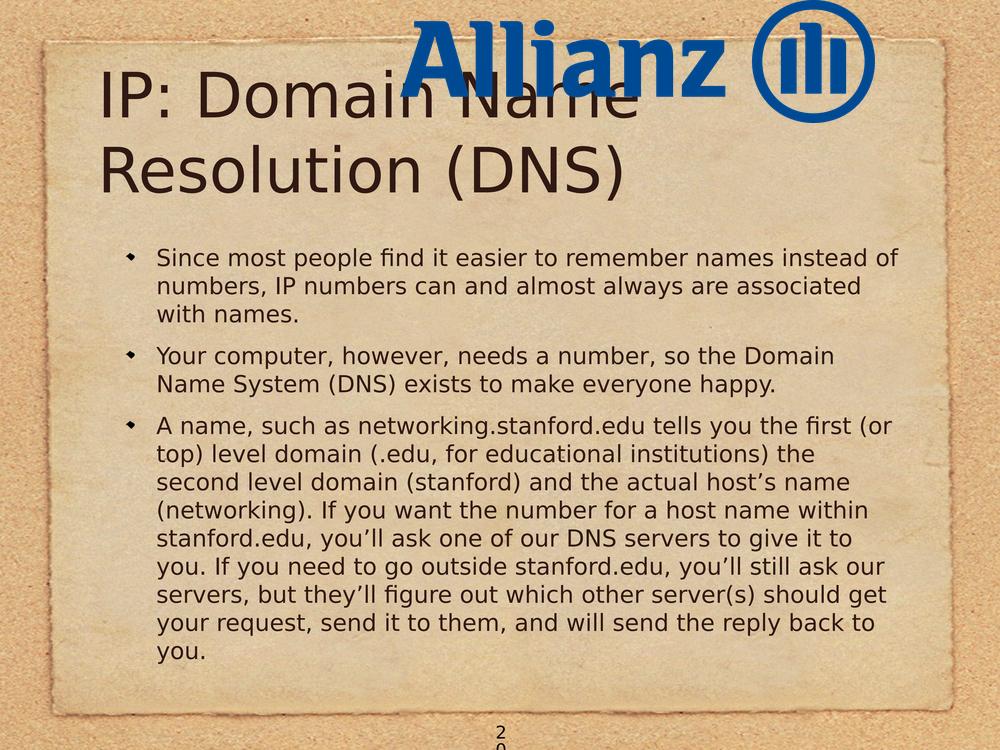 Allianz
IP: Domain Name
Resolution (DNS)
Since most people find it easier to remember names instead of
numbers, IP numbers can and almost always are associated
with names.
Your computer, however, needs a number, so the Domain
Name System (DNS) exists to make everyone happy.
A name, such as networking.stanford.edu tells you the first (or
top) level domain (.edu, for educational institutions) the
second level domain (stanford) and the actual host’s name
(networking). If you want the number for a host name within
stanford.edu, you’ll ask one of our DNS servers to give it to
you. If you need to go outside stanford.edu, you’ll still ask our
servers, but they’ll figure out which other server(s) should get
your request, send it to them, and will send the reply back to
you.
2
0